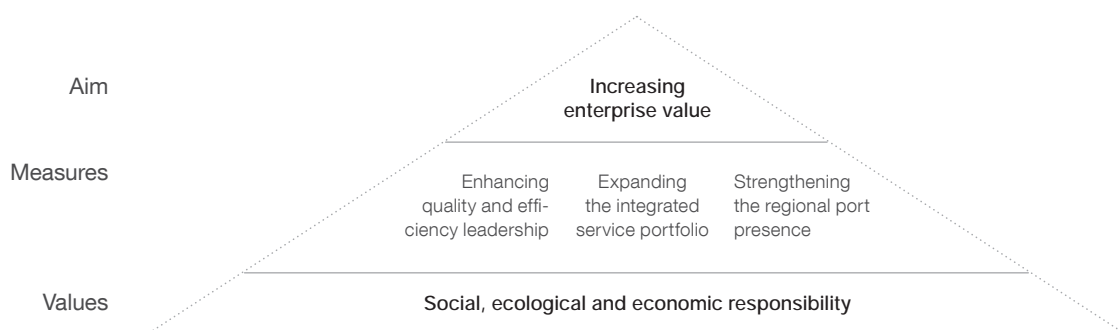 Aim
Increasing
enterprise value
Measures
Enhancing
quality and effi-
ciency leadership
Expanding
the integrated
service portfolio
Strengthening
the regional port
presence
Values
Social, ecological and economic responsibility